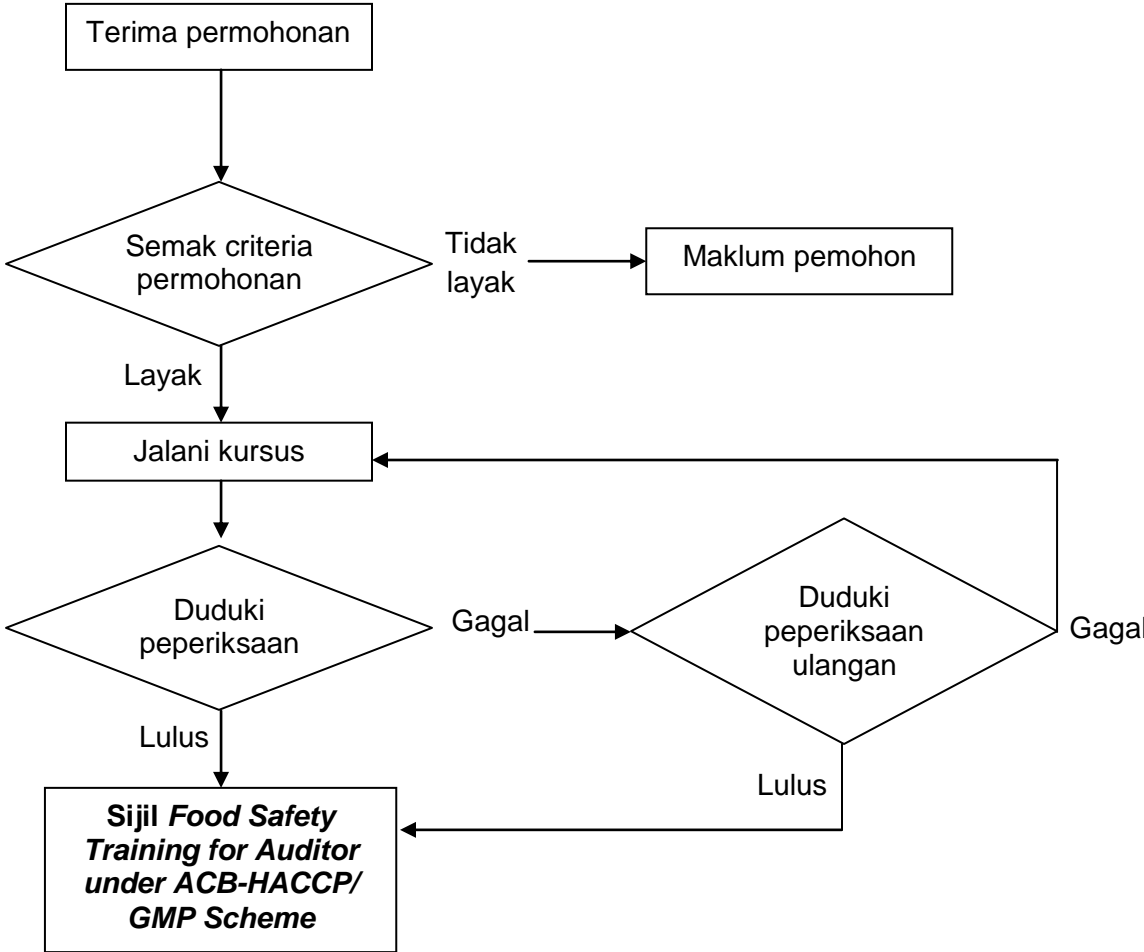 Terima permohonan
Semak criteria
permohonan
Tidak
layak
Maklum pemohon
Layak
Jalani kursus
Duduki
peperiksaan
Gagal
Duduki
peperiksaan
ulangan
Gagal
Lulus
Lulus
Sijil Food Safety
Training for Auditor
under ACB-HACCP/
GMP Scheme